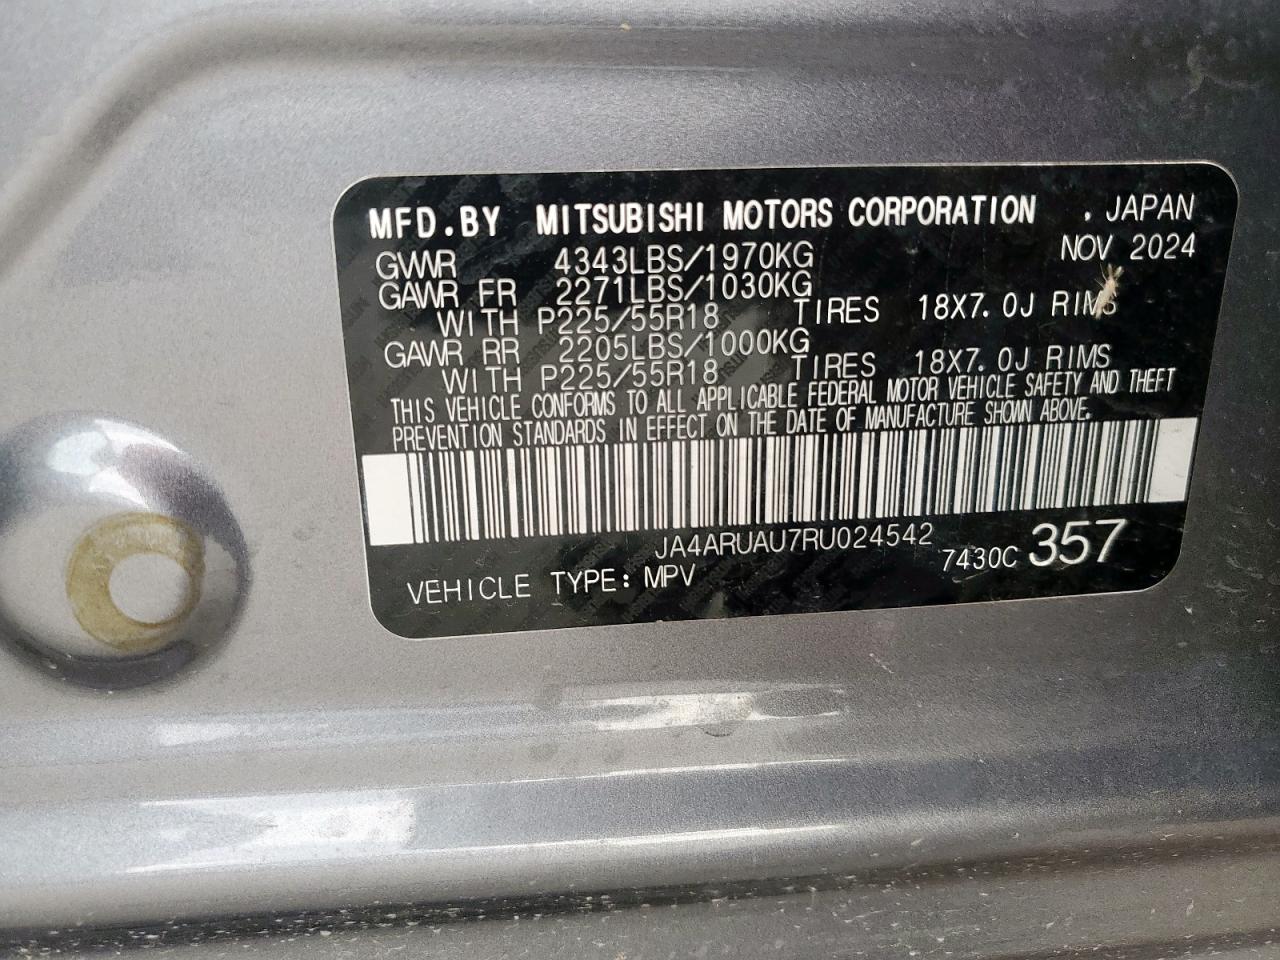 MFD.BY MITSUBISHI MOTORS CORPORATION . JAPAN
GVWR 4343LBS/1970KG NOV 2024
GAWR FR 2271LBS/1030KG
WITH P225/55R18 TIRES 18X7.0J RIMS
GAWR RR 2205LBS/1000KG
WITH P225/55R18 TIRES 18X7.0J RIMS
THIS VEHICLE CONFORMS TO ALL APPLICABLE FEDERAL MOTOR VEHICLE SAFETY AND THEFT
PREVENTION STANDARDS IN EFFECT ON THE DATE OF MANUFACTURE SHOWN ABOVE.
JA4ARUAU7RU024542
VEHICLE TYPE: MPV 7430C 357